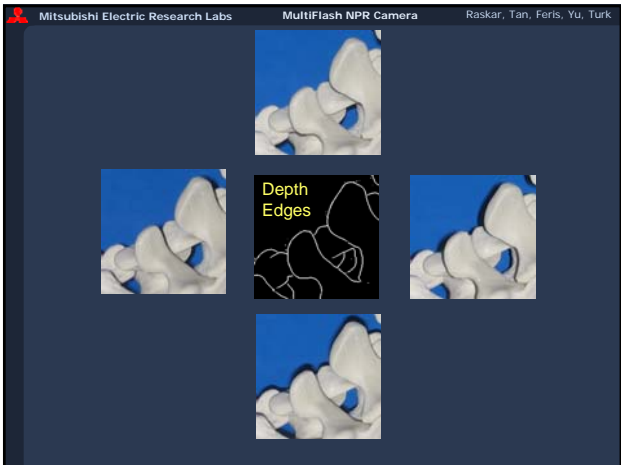 Mitsubishi Electric Research Labs MultiFlash NPR Camera Raskar, Tan, Feris, Yu, Turk
Depth
Edges